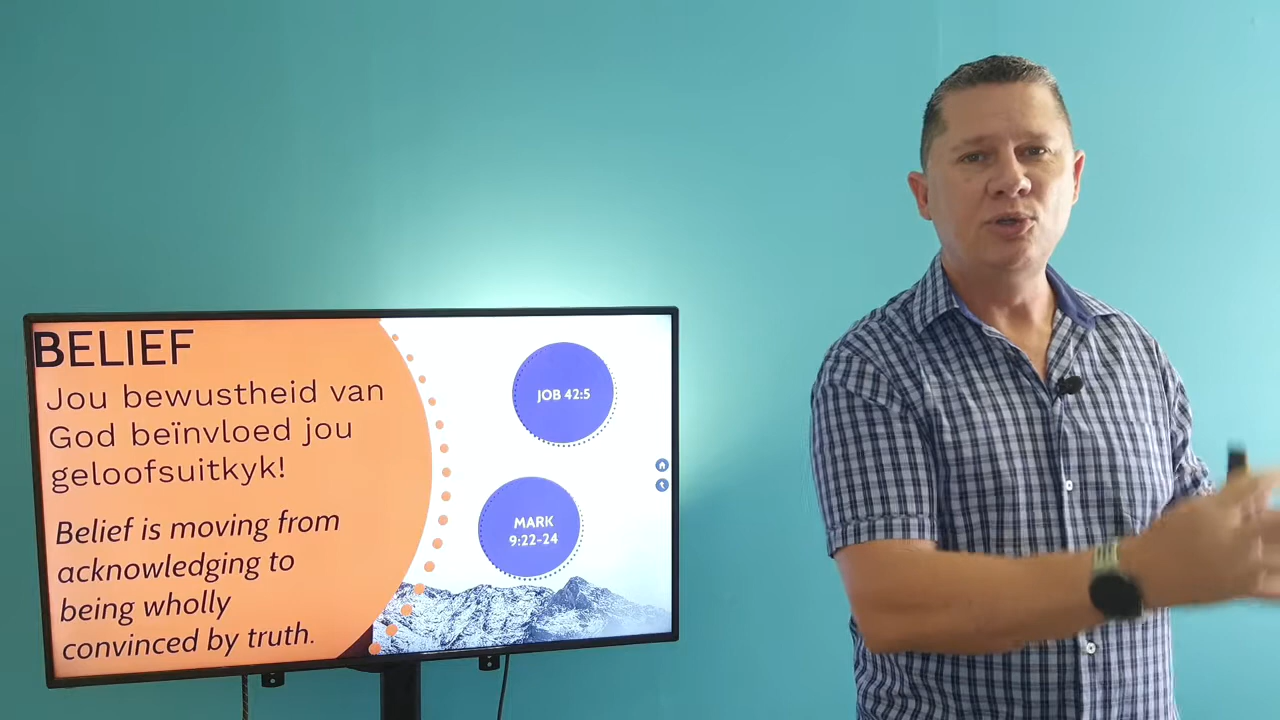 BELIEF
Jou bewustheid van
God beïnvloed jou
geloofsuitkyk!
Belief is moving from
acknowledging to
being wholly
convinced by truth.
JOB 42:5
MARK
9:22-24